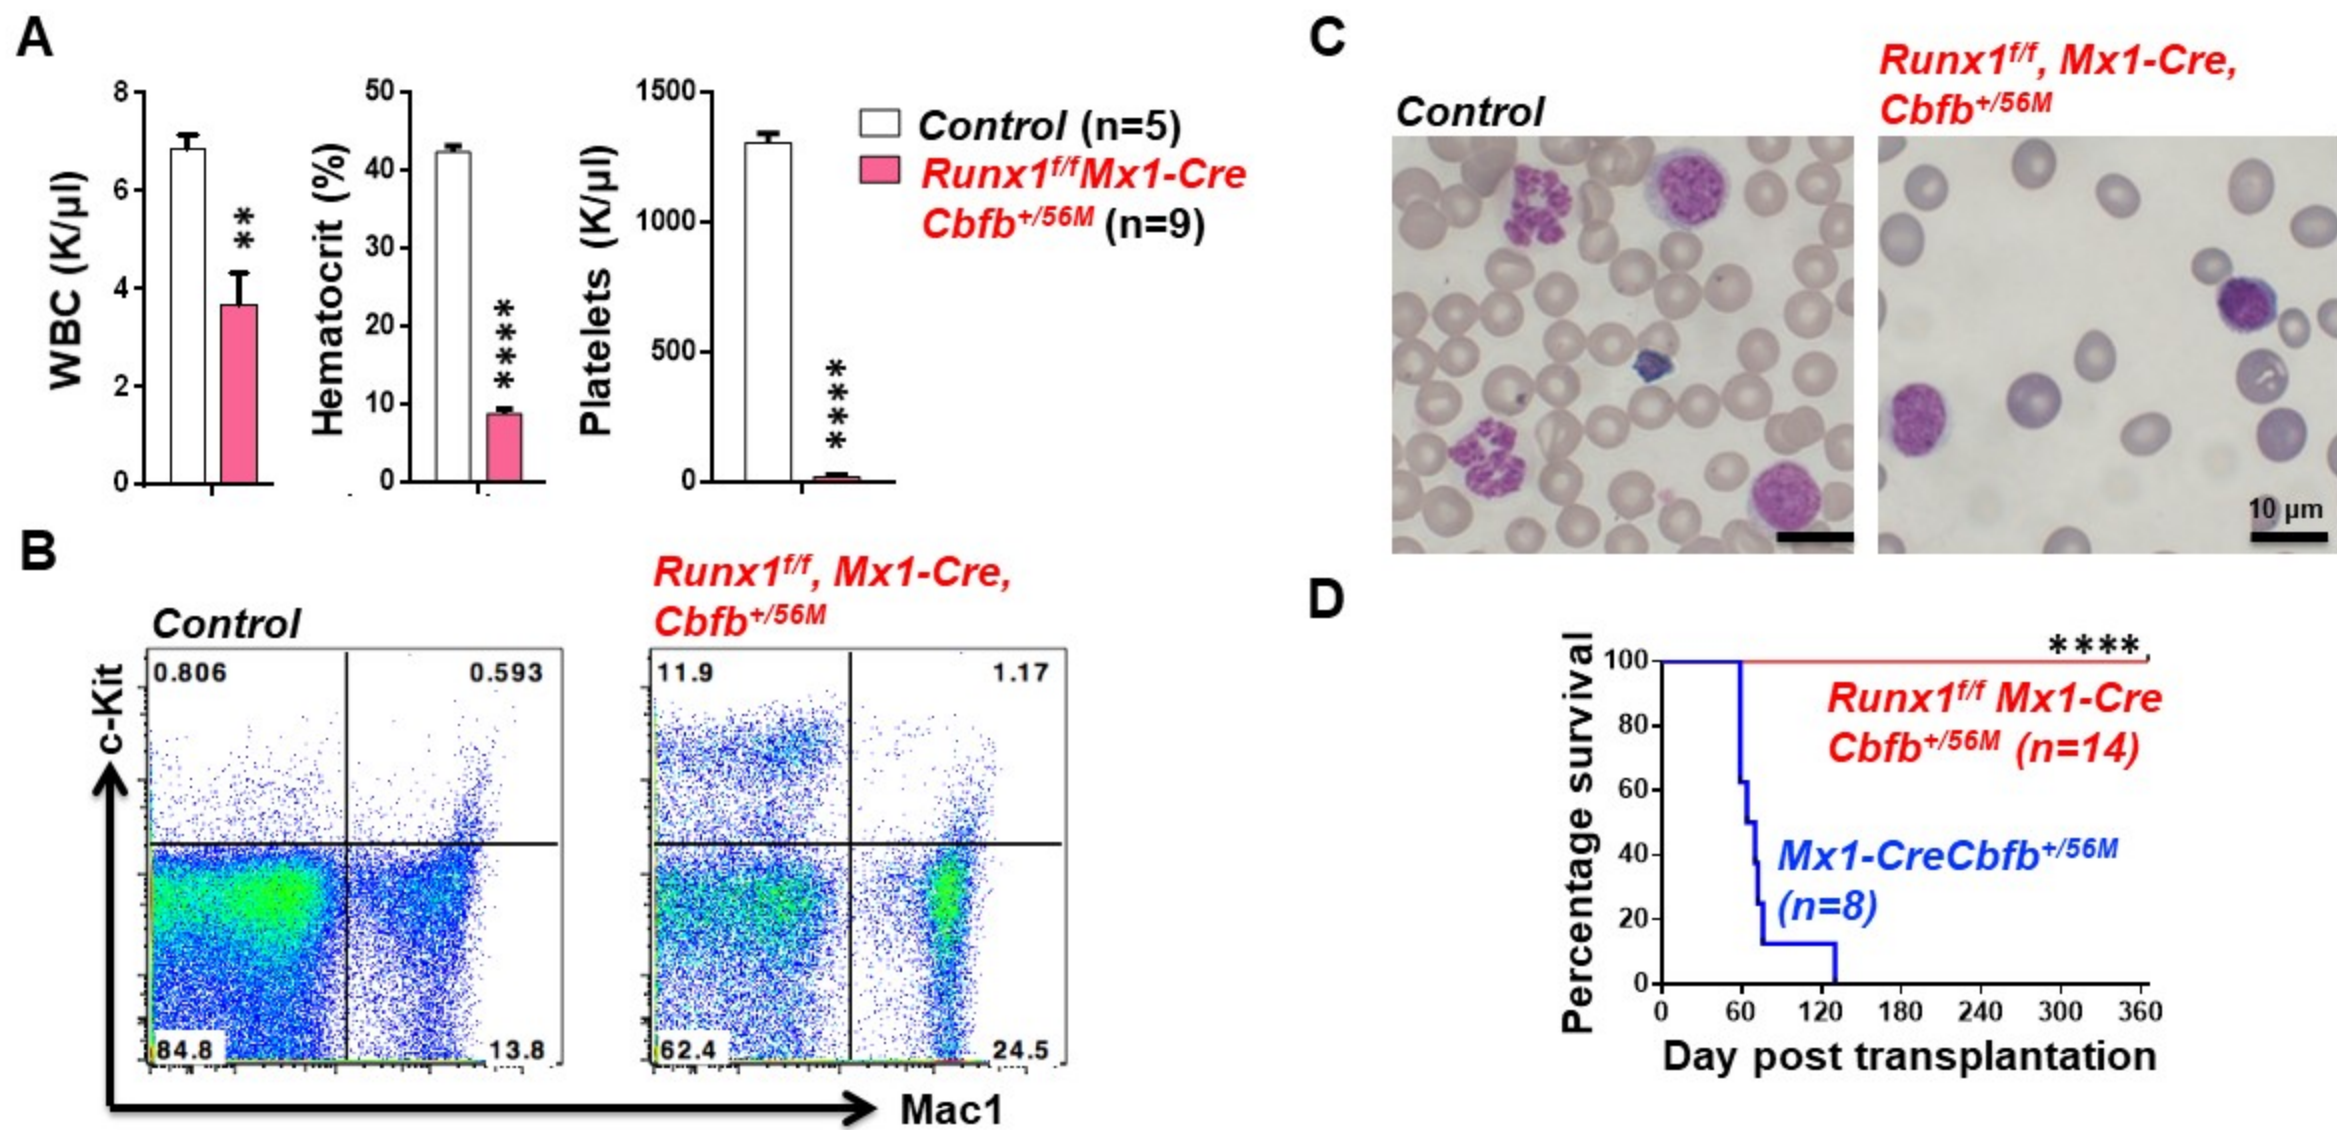 A
WBC (K/µl)
8
6
4
2
0
**
Hematocrit (%)
50
40
30
20
10
0
****
Platelets (K/µl)
1500
1000
500
0
****
Control (n=5)
Runx1f/fMx1-Cre
Cbfb+/56M (n=9)
B
Control
c-Kit
0.806
0.593
84.8
13.8
Runx1f/f, Mx1-Cre,
Cbfb+/56M
11.9
1.17
62.4
24.5
Mac1
C
Control
Runx1f/f, Mx1-Cre,
Cbfb+/56M
10 µm
D
Percentage survival
100
80
60
40
20
0
****
Runx1f/f Mx1-Cre
Cbfb+/56M (n=14)
Mx1-CreCbfb+/56M
(n=8)
0 60 120 180 240 300 360
Day post transplantation